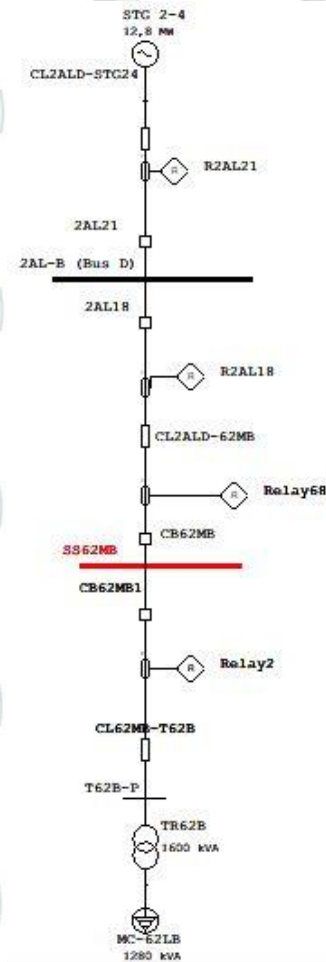 STG 2-4
12,8 MW
CL2ALD-STG24
R
R2AL21
2AL21
2AL-B (Bus D)
2AL18
R
R2AL18
CL2ALD-62MB
R
Relay68
CB62MB
SS62MB
CB62MB1
R
Relay2
CL62MB-T62B
T62B-P
TR62B
1600 kVA
MC-62LB
1280 kVA